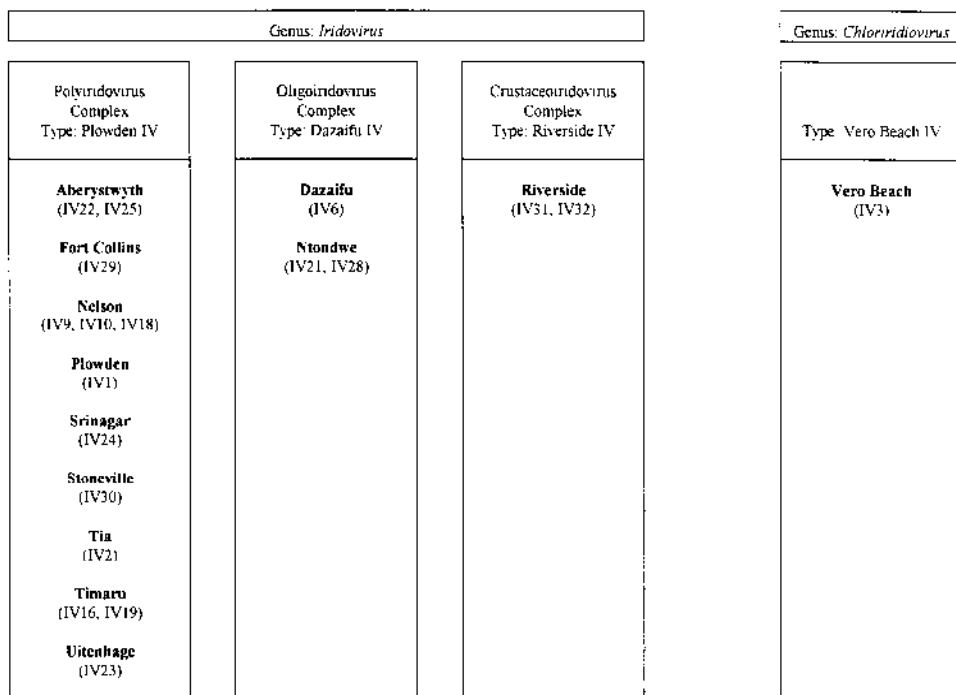 Genus: Iridovirus
Genus: Chloriridiovirus
Polyiridovirus
Complex
Type: Plowden IV
Oligoiridovirus
Complex
Type: Dazaifu IV
Crustaceoiridovirus
Complex
Type: Riverside IV
Type: Vero Beach IV
Aberystwyth
(IV22, IV25)
Fort Collins
(IV29)
Nelson
(IV9, IV10, IV18)
Plowden
(IV1)
Srinagar
(IV24)
Stoneville
(IV30)
Tia
(IV2)
Timaru
(IV16, IV19)
Uitenhage
(IV23)
Dazaifu
(IV6)
Ntondwe
(IV21, IV28)
Riverside
(IV31, IV32)
Vero Beach
(IV3)